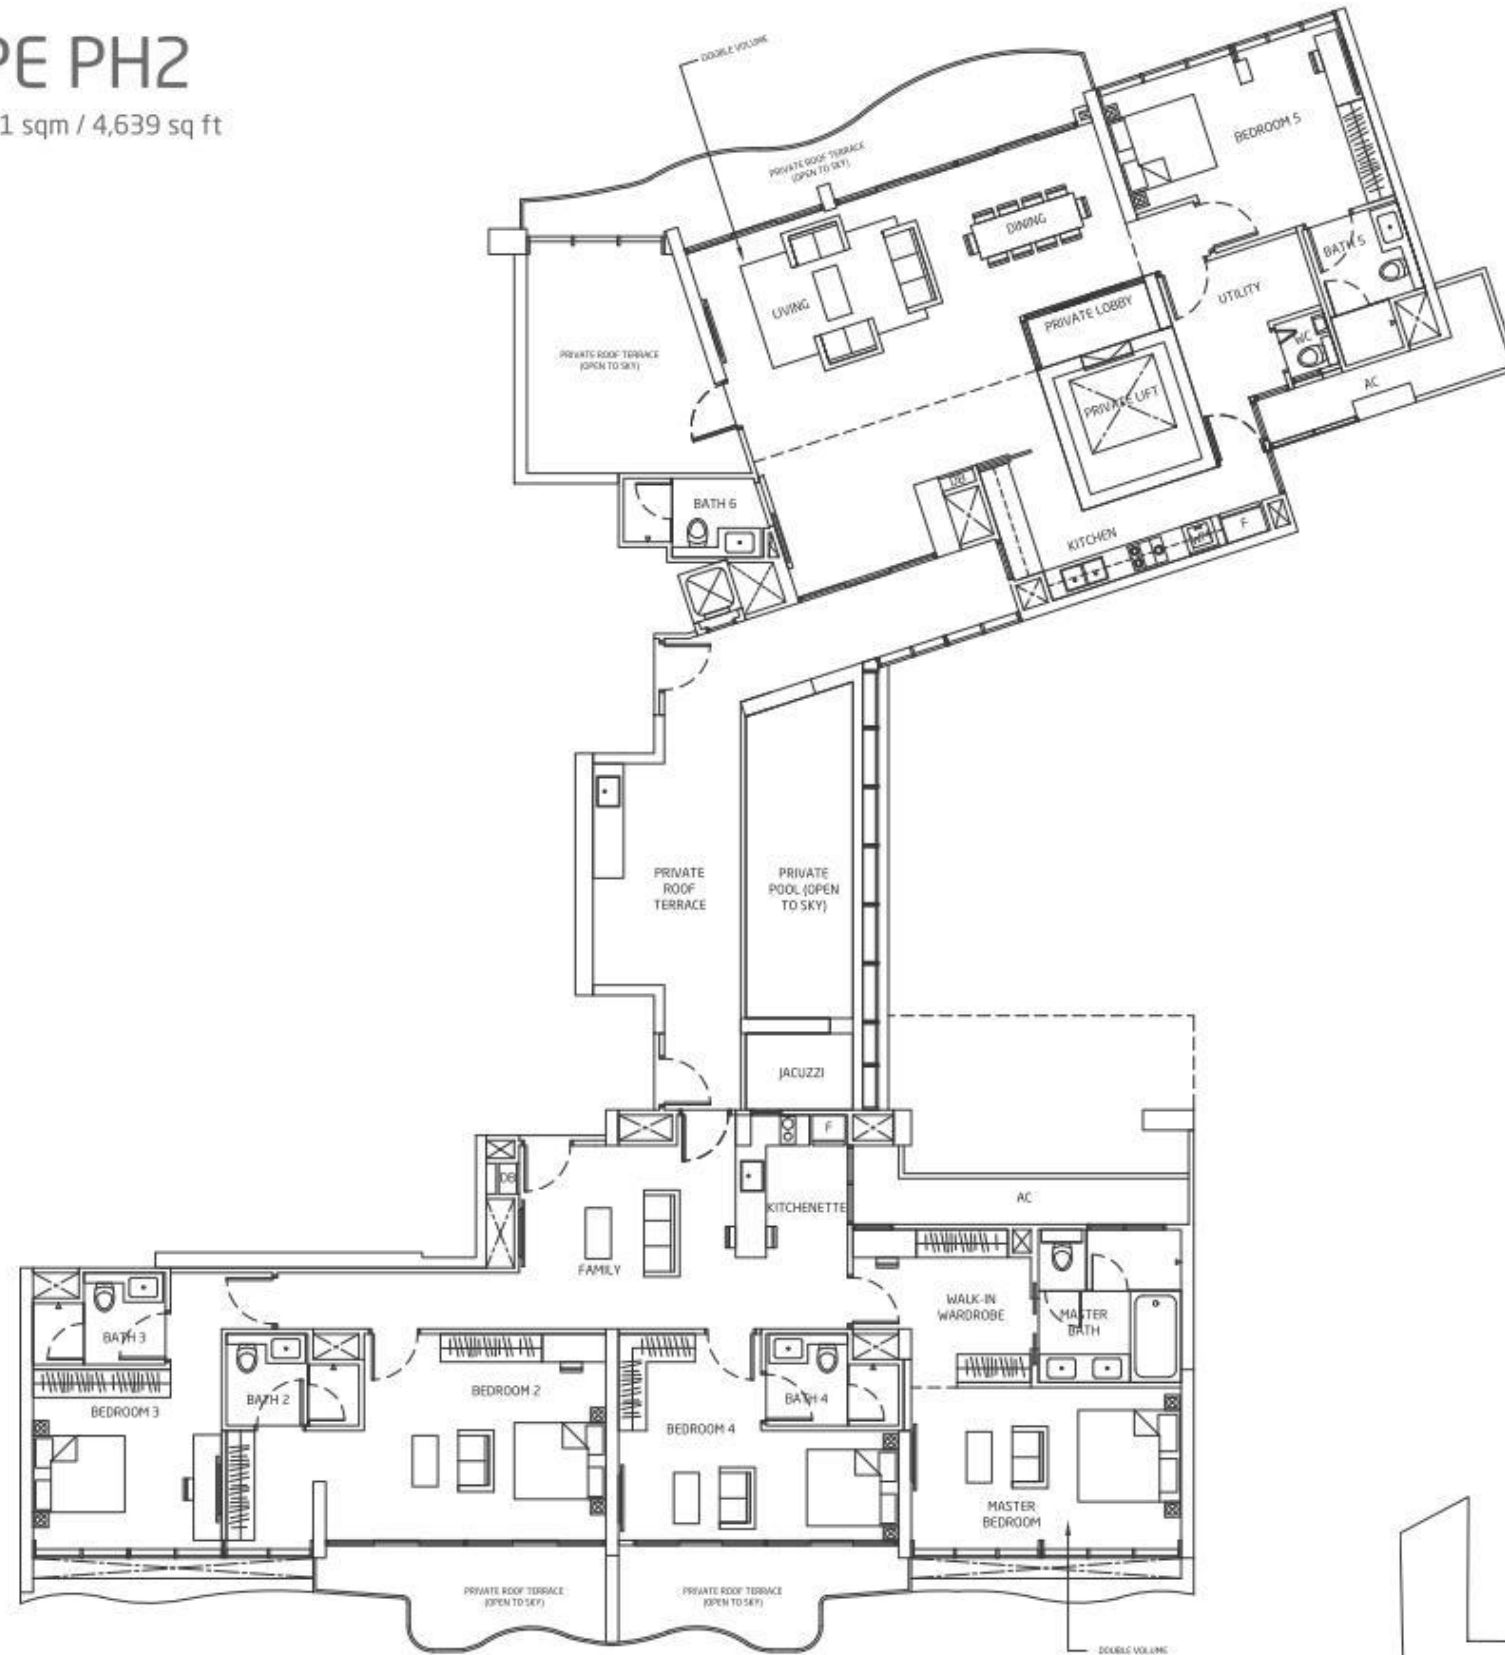 PE PH2
1 sqm / 4,639 sq ft
DOUBLE VOLUME
PRIVATE ROOF TERRACE
(OPEN TO SKY)
BEDROOM 5
DINING
LIVING
BATH 5
UTILITY
PRIVATE LOBBY
WC
PRIVATE ROOF TERRACE
(OPEN TO SKY)
AC
PRIVATE LIFT
DB
BATH 6
KITCHEN
F
PRIVATE
ROOF
TERRACE
PRIVATE
POOL (OPEN
TO SKY)
JACUZZI
F
DB
KITCHENETTE
AC
FAMILY
WALK-IN
WARDROBE
MASTER
BATH
BATH 3
BATH 2
BEDROOM 2
BATH 4
BEDROOM 3
BEDROOM 4
MASTER
BEDROOM
PRIVATE ROOF TERRACE
(OPEN TO SKY)
PRIVATE ROOF TERRACE
(OPEN TO SKY)
DOUBLE VOLUME